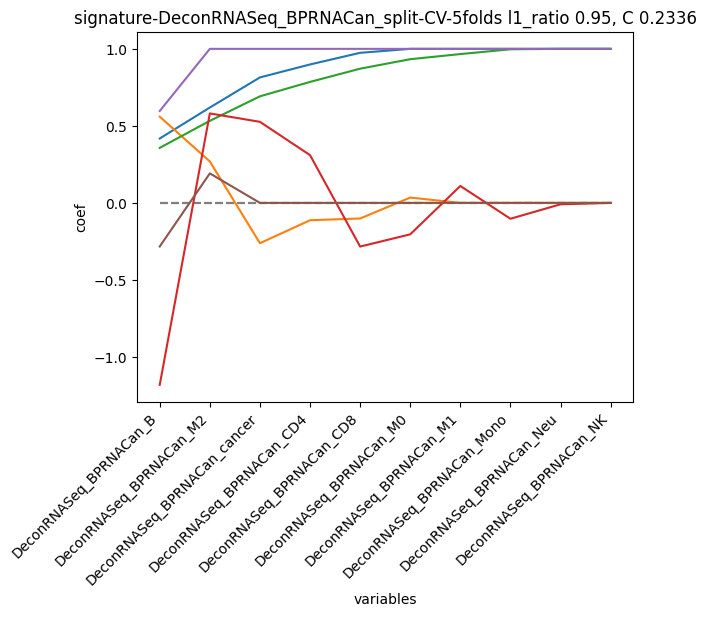 signature-DeconRNASeq_BPRNACan_split-CV-5folds l1_ratio 0.95, C 0.2336
1.0
0.5
0.0
−0.5
−1.0
coef
DeconRNASeq_BPRNACan_B
DeconRNASeq_BPRNACan_M2
DeconRNASeq_BPRNACan_cancer
DeconRNASeq_BPRNACan_CD4
DeconRNASeq_BPRNACan_CD8
DeconRNASeq_BPRNACan_M0
DeconRNASeq_BPRNACan_M1
DeconRNASeq_BPRNACan_Mono
DeconRNASeq_BPRNACan_Neu
DeconRNASeq_BPRNACan_NK
variables